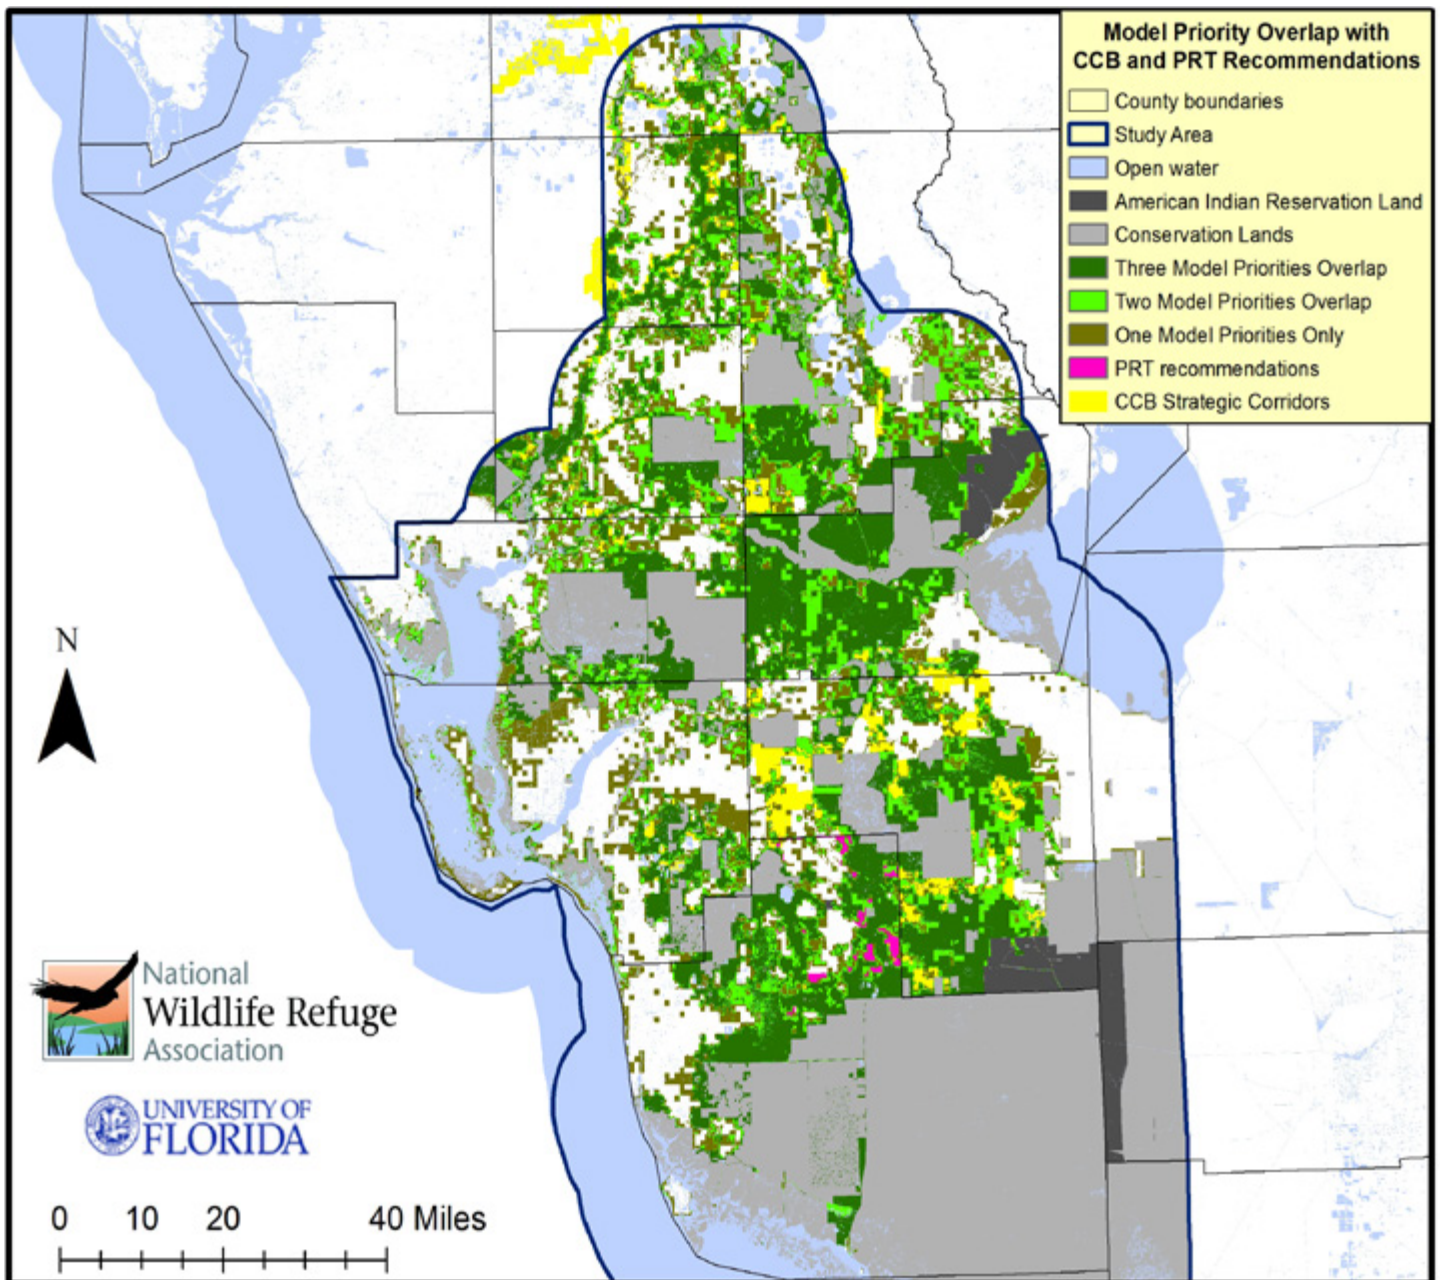 Model Priority Overlap with
CCB and PRT Recommendations
County boundaries
Study Area
Open water
American Indian Reservation Land
Conservation Lands
Three Model Priorities Overlap
Two Model Priorities Overlap
One Model Priorities Only
PRT recommendations
CCB Strategic Corridors
N
National
Wildlife Refuge
Association
UNIVERSITY OF
FLORIDA
0 10 20 40 Miles